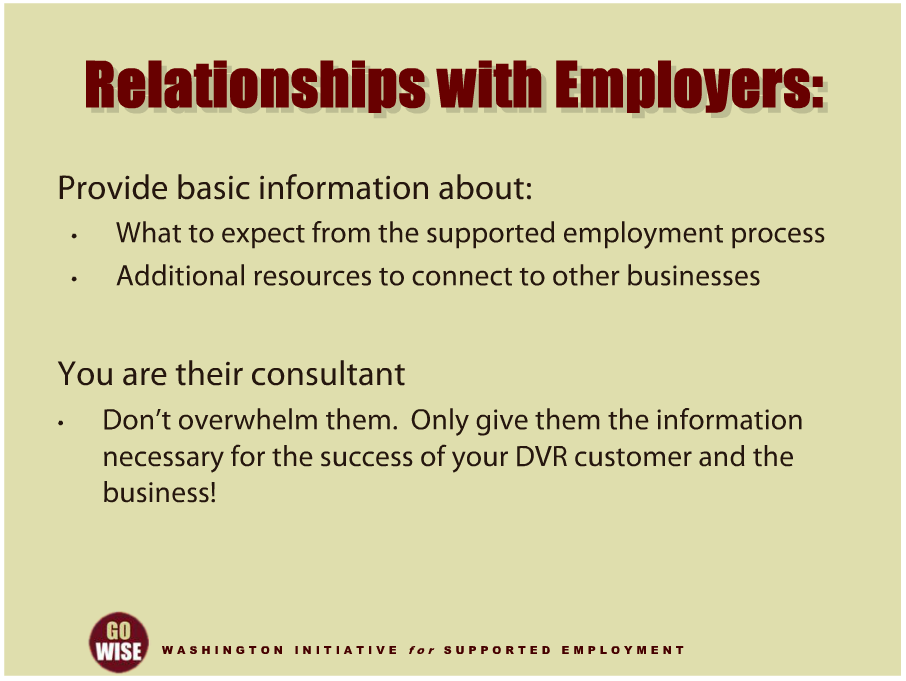 Relationships with Employers:
Provide basic information about:
• What to expect from the supported employment process
• Additional resources to connect to other businesses
You are their consultant
• Don’t overwhelm them.  Only give them the information
necessary for the success of your DVR customer and the
business!
GO
WISE
WASHINGTON INITIATIVE for SUPPORTED EMPLOYMENT